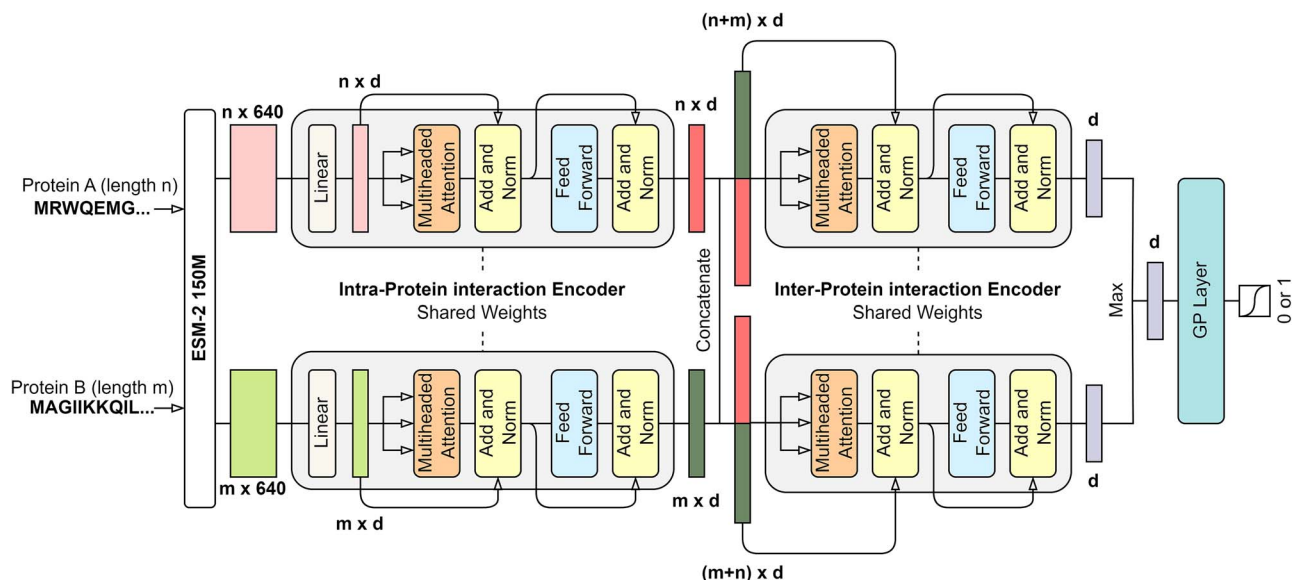 (n+m) x d
n x d
n x 640
n x d
d
Linear
Multiheaded
Attention
Add and
Norm
Feed
Forward
Add and
Norm
Multiheaded
Attention
Add and
Norm
Feed
Forward
Add and
Norm
Protein A (length n)
MRWQEMG...
ESM-2 150M
Intra-Protein interaction Encoder
Shared Weights
Concatenate
Inter-Protein interaction Encoder
Shared Weights
Max
d
GP Layer
0 or 1
Protein B (length m)
MAGIIKKQIL...
Linear
Multiheaded
Attention
Add and
Norm
Feed
Forward
Add and
Norm
Multiheaded
Attention
Add and
Norm
Feed
Forward
Add and
Norm
m x 640
m x d
m x d
d
(m+n) x d